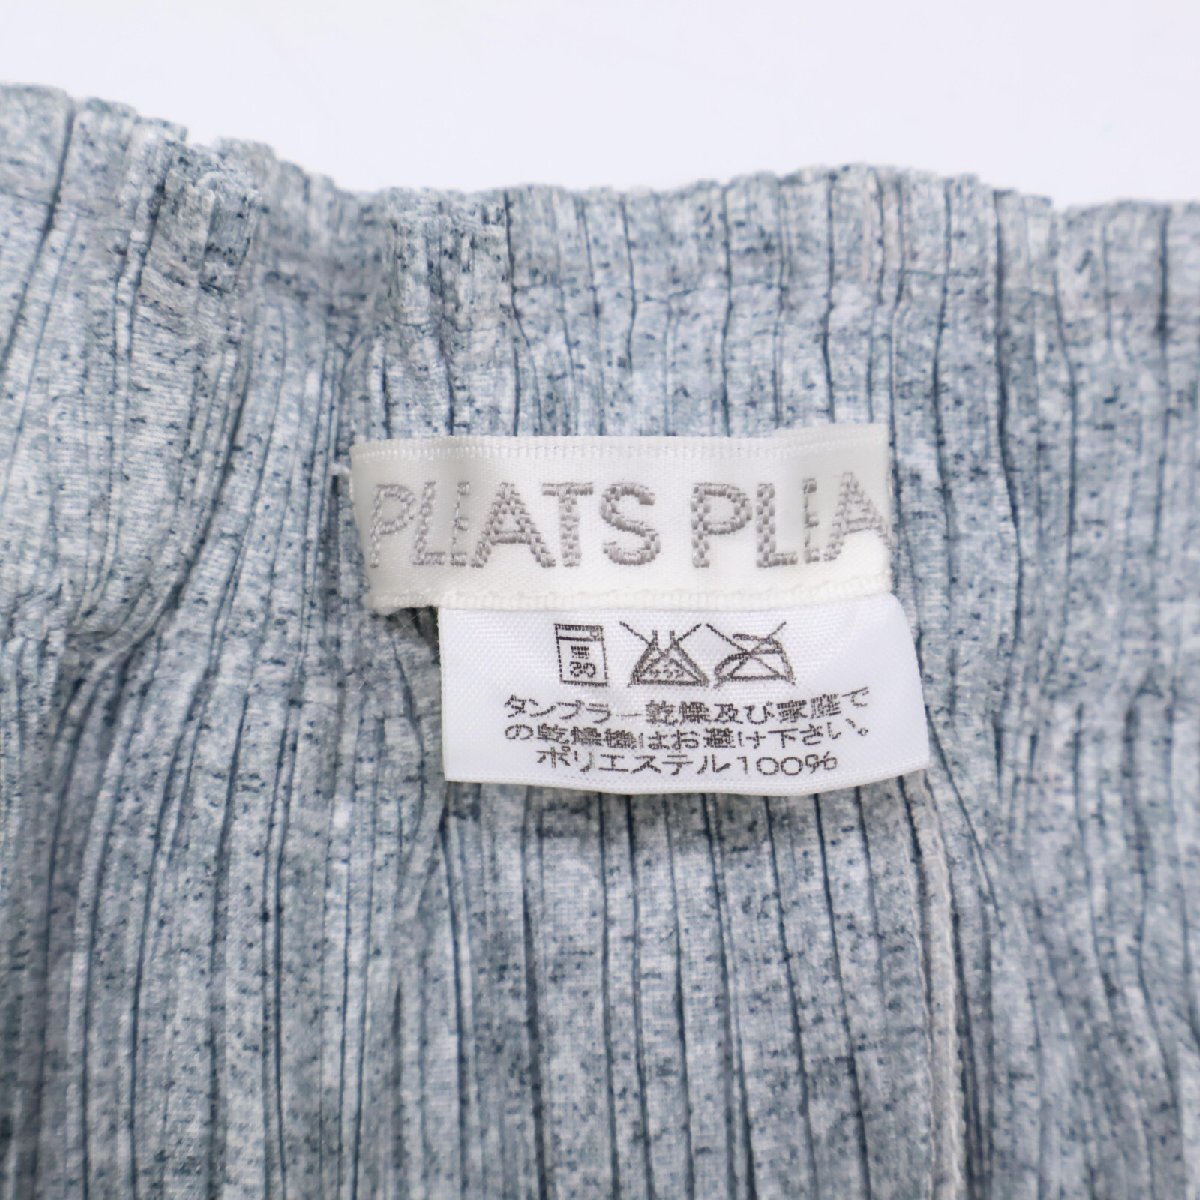 PLEATS PLEA
タンブラー乾燥及び家庭で
の乾燥機はお避け下さい。
ポリエステル100%